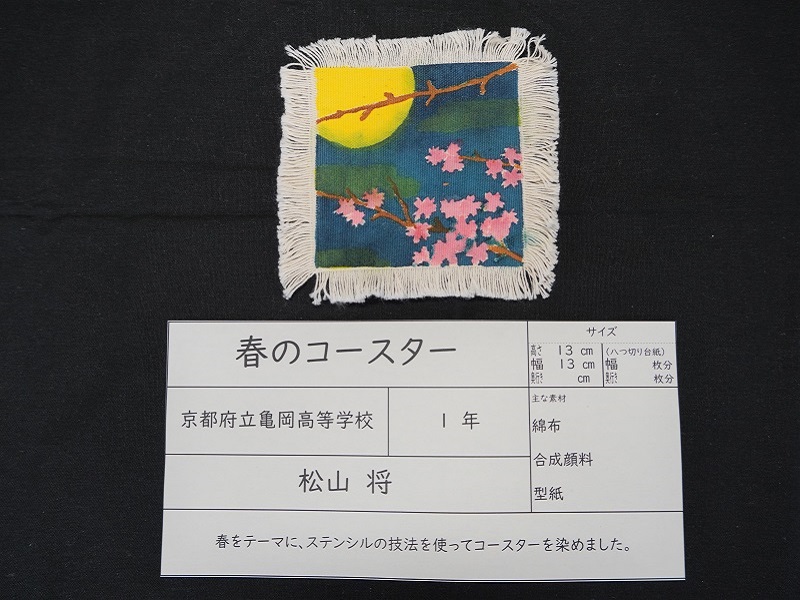 春のコースター
サイズ
高さ 13 cm (八つ切り台紙)
幅 13 cm 幅 枚分
奥行き cm 奥行き 枚分
京都府立亀岡高等学校
1 年
主な素材
綿布
合成顔料
型紙
松山 将
春をテーマに、ステンシルの技法を使ってコースターを染めました。